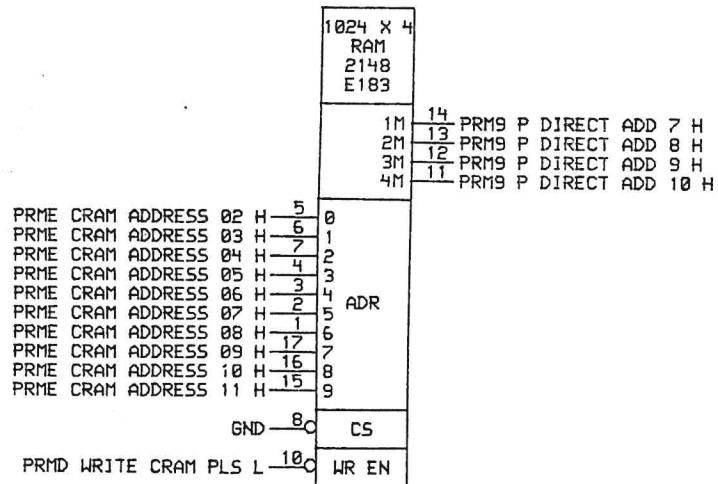 1024 X 4
RAM
2148
E183
1M 14 PRM9 P DIRECT ADD 7 H
2M 13 PRM9 P DIRECT ADD 8 H
3M 12 PRM9 P DIRECT ADD 9 H
4M 11 PRM9 P DIRECT ADD 10 H
PRME CRAM ADDRESS 02 H 5 0
PRME CRAM ADDRESS 03 H 6 1
PRME CRAM ADDRESS 04 H 7 2
PRME CRAM ADDRESS 05 H 4 3
PRME CRAM ADDRESS 06 H 3 4
ADR
PRME CRAM ADDRESS 07 H 2 5
PRME CRAM ADDRESS 08 H 1 6
PRME CRAM ADDRESS 09 H 17 7
PRME CRAM ADDRESS 10 H 16 8
PRME CRAM ADDRESS 11 H 15 9
GND 8 CS
PRMD WRITE CRAM PLS L 10 WR EN